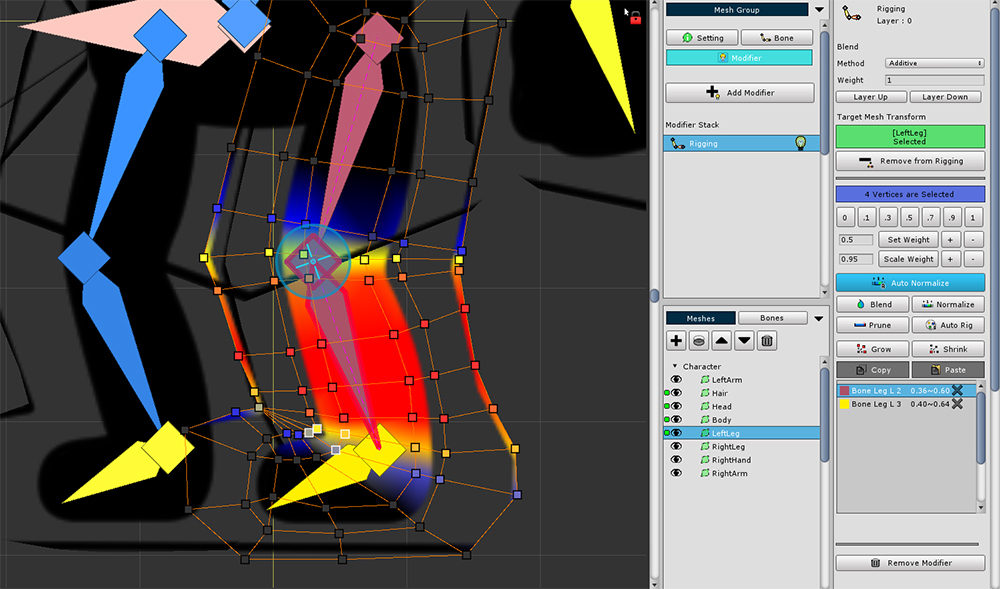 Mesh Group
Setting
Bone
Modifier
Add Modifier
Modifier Stack
Rigging
Meshes
Bones
Character
LeftArm
Hair
Head
Body
LeftLeg
RightLeg
RightHand
RightArm
Rigging
Layer : 0
Blend
Method Additive
Weight 1
Layer Up Layer Down
Target Mesh Transform
[LeftLeg]
Selected
Remove from Rigging
4 Vertices are Selected
0 .1 .3 .5 .7 .9 1
0.5 Set Weight + -
0.95 Scale Weight + -
Auto Normalize
Blend Normalize
Prune Auto Rig
Grow Shrink
Copy Paste
Bone Leg L 2 0.36~0.60
Bone Leg L 3 0.40~0.64
Remove Modifier